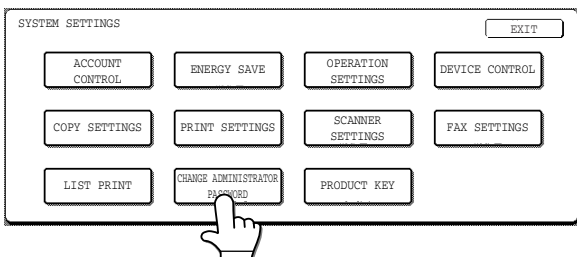 SYSTEM SETTINGS
EXIT
ACCOUNT
CONTROL
ENERGY SAVE
OPERATION
SETTINGS
DEVICE CONTROL
COPY SETTINGS
PRINT SETTINGS
SCANNER
SETTINGS
FAX SETTINGS
LIST PRINT
CHANGE ADMINISTRATOR
PASSWORD
PRODUCT KEY